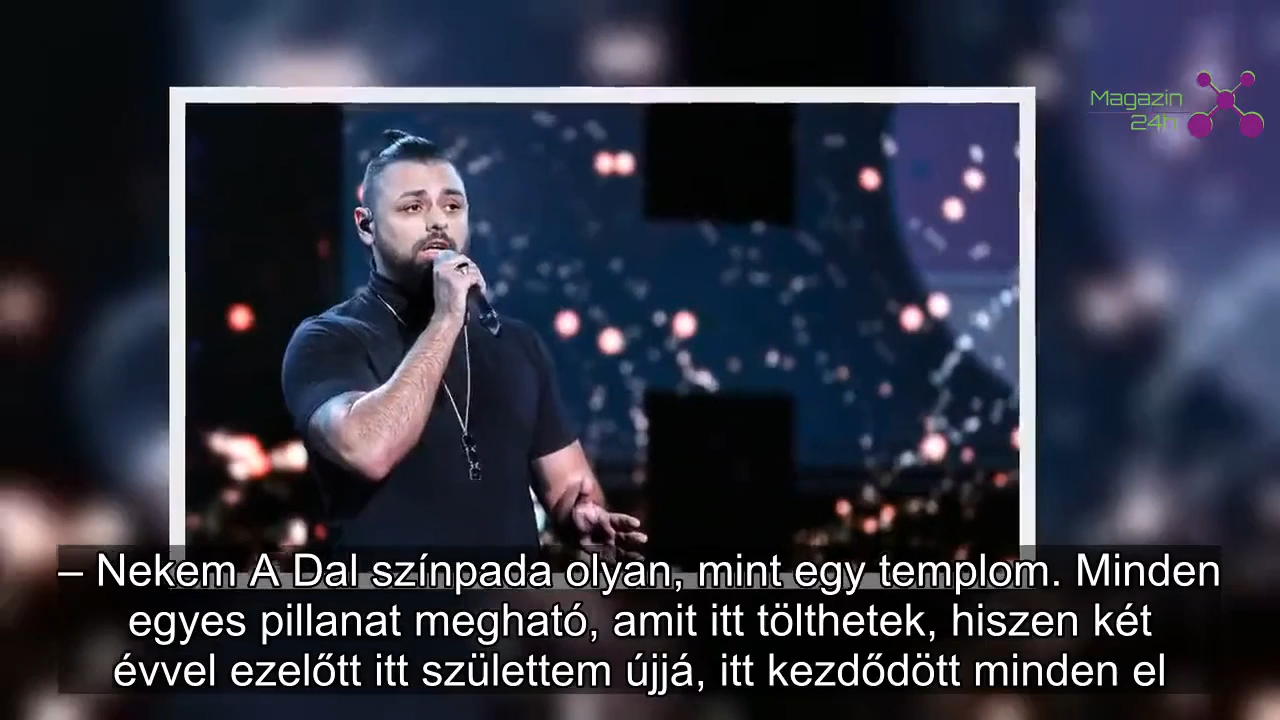 Magazin
24h
– Nekem A Dal színpada olyan, mint egy templom. Minden
egyes pillanat megható, amit itt tölthetek, hiszen két
évvel ezelőtt itt születtem újjá, itt kezdődött minden el